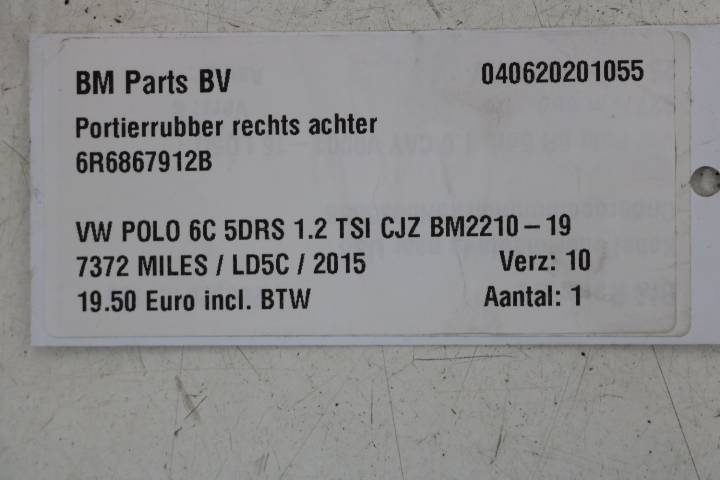 BM Parts BV 040620201055
Portierrubber rechts achter
6R6867912B
VW POLO 6C 5DRS 1.2 TSI CJZ BM2210-19
7372 MILES / LD5C / 2015 Verz: 10
19.50 Euro incl. BTW Aantal: 1